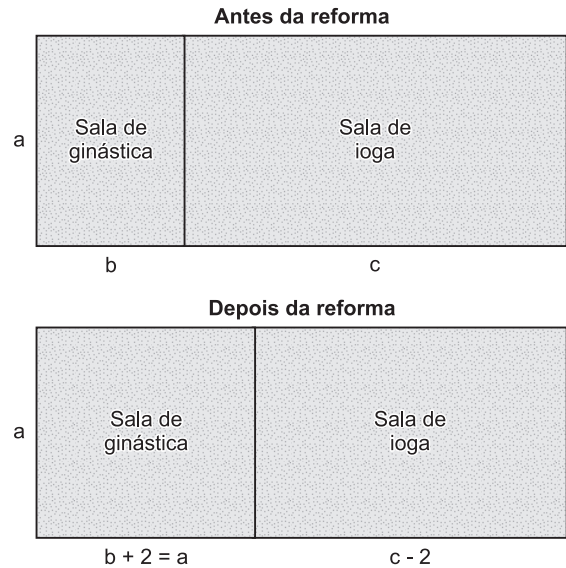 Antes da reforma
a
Sala de
ginástica
Sala de
ioga
b
c
Depois da reforma
a
Sala de
ginástica
Sala de
ioga
b + 2 = a
c - 2